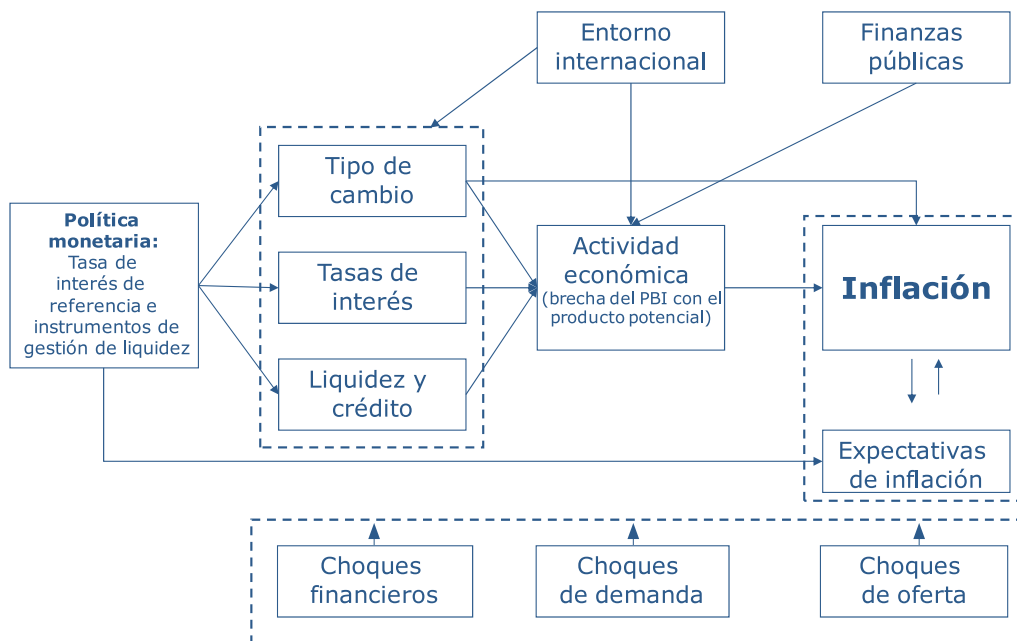 Entorno
internacional
Finanzas
públicas
Tipo de
cambio
Política
monetaria:
Tasa de
interés de
referencia e
instrumentos de
gestión de liquidez
Tasas de
interés
Actividad
económica
(brecha del PBI con el
producto potencial)
Inflación
Liquidez y
crédito
Expectativas
de inflación
Choques
financieros
Choques
de demanda
Choques
de oferta